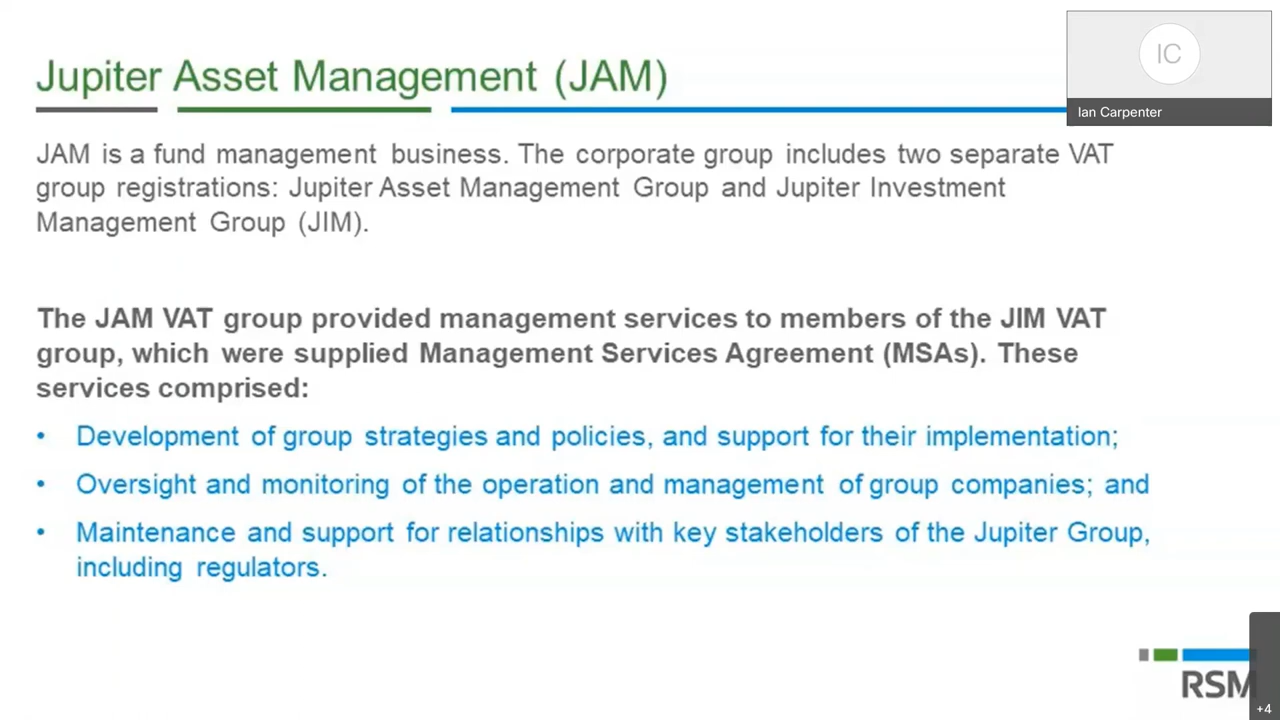 Jupiter Asset Management (JAM)
IC
Ian Carpenter
JAM is a fund management business. The corporate group includes two separate VAT
group registrations: Jupiter Asset Management Group and Jupiter Investment
Management Group (JIM).
The JAM VAT group provided management services to members of the JIM VAT
group, which were supplied Management Services Agreement (MSAs). These
services comprised:
• Development of group strategies and policies, and support for their implementation;
• Oversight and monitoring of the operation and management of group companies; and
• Maintenance and support for relationships with key stakeholders of the Jupiter Group,
including regulators.
RSM
+4